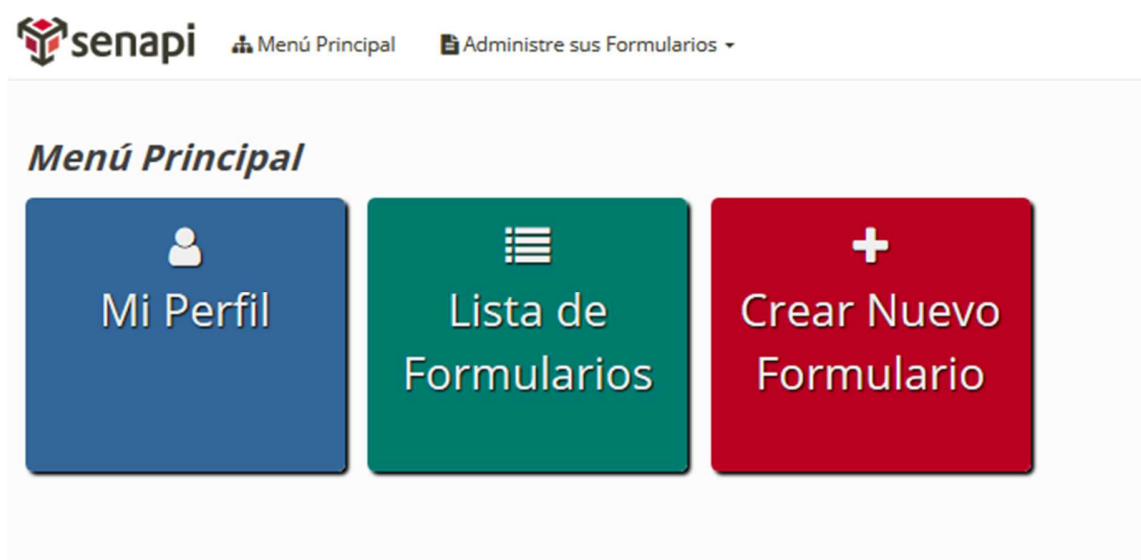 senapi Menú Principal Administre sus Formularios
Menú Principal
Mi Perfil
Lista de
Formularios
Crear Nuevo
Formulario